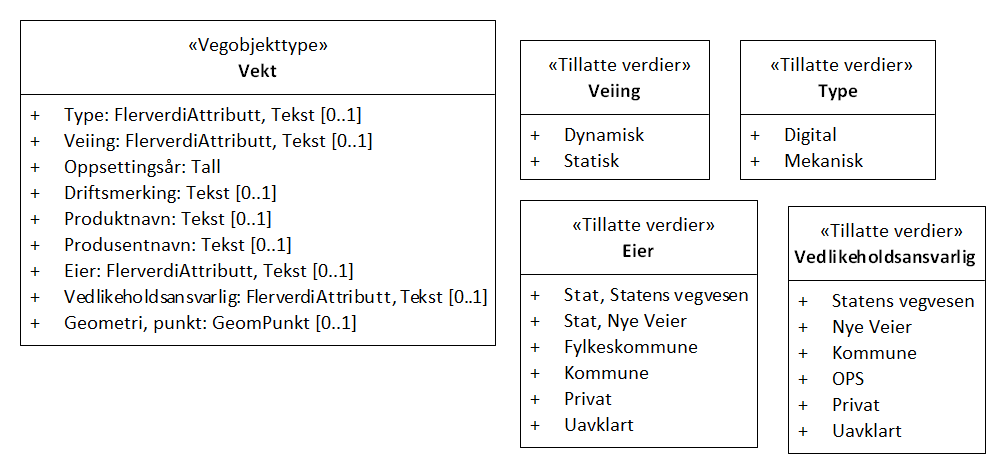 «Vegobjekttype»
Vekt
+ Type: FlerverdiAttributt, Tekst [0..1]
+ Veiing: FlerverdiAttributt, Tekst [0..1]
+ Oppsettingsår: Tall
+ Driftsmerking: Tekst [0..1]
+ Produktnavn: Tekst [0..1]
+ Produsentnavn: Tekst [0..1]
+ Eier: FlerverdiAttributt, Tekst [0..1]
+ Vedlikeholdsansvarlig: FlerverdiAttributt, Tekst [0..1]
+ Geometri, punkt: GeomPunkt [0..1]
«Tillatte verdier»
Veiing
+ Dynamisk
+ Statisk
«Tillatte verdier»
Type
+ Digital
+ Mekanisk
«Tillatte verdier»
Eier
+ Stat, Statens vegvesen
+ Stat, Nye Veier
+ Fylkeskommune
+ Kommune
+ Privat
+ Uavklart
«Tillatte verdier»
Vedlikeholdsansvarlig
+ Statens vegvesen
+ Nye Veier
+ Kommune
+ OPS
+ Privat
+ Uavklart